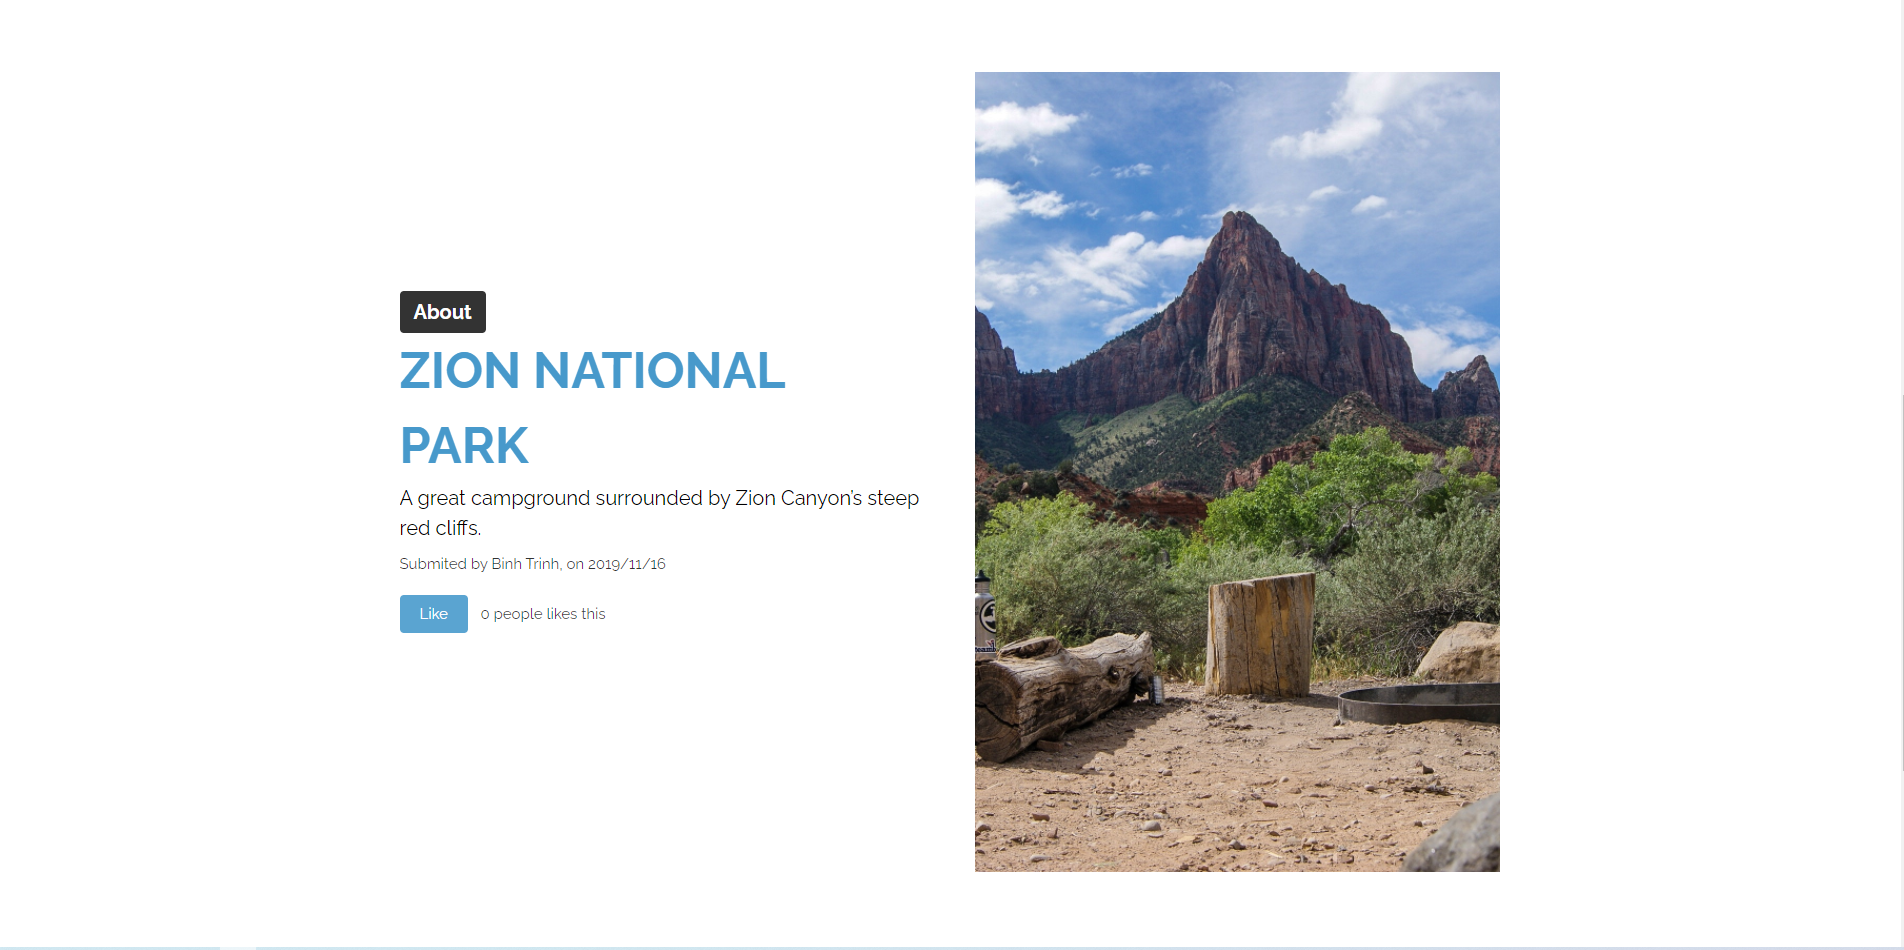 About
ZION NATIONAL
PARK
A great campground surrounded by Zion Canyon's steep
red cliffs.
Submited by Binh Trinh, on 2019/11/16
Like
0 people likes this